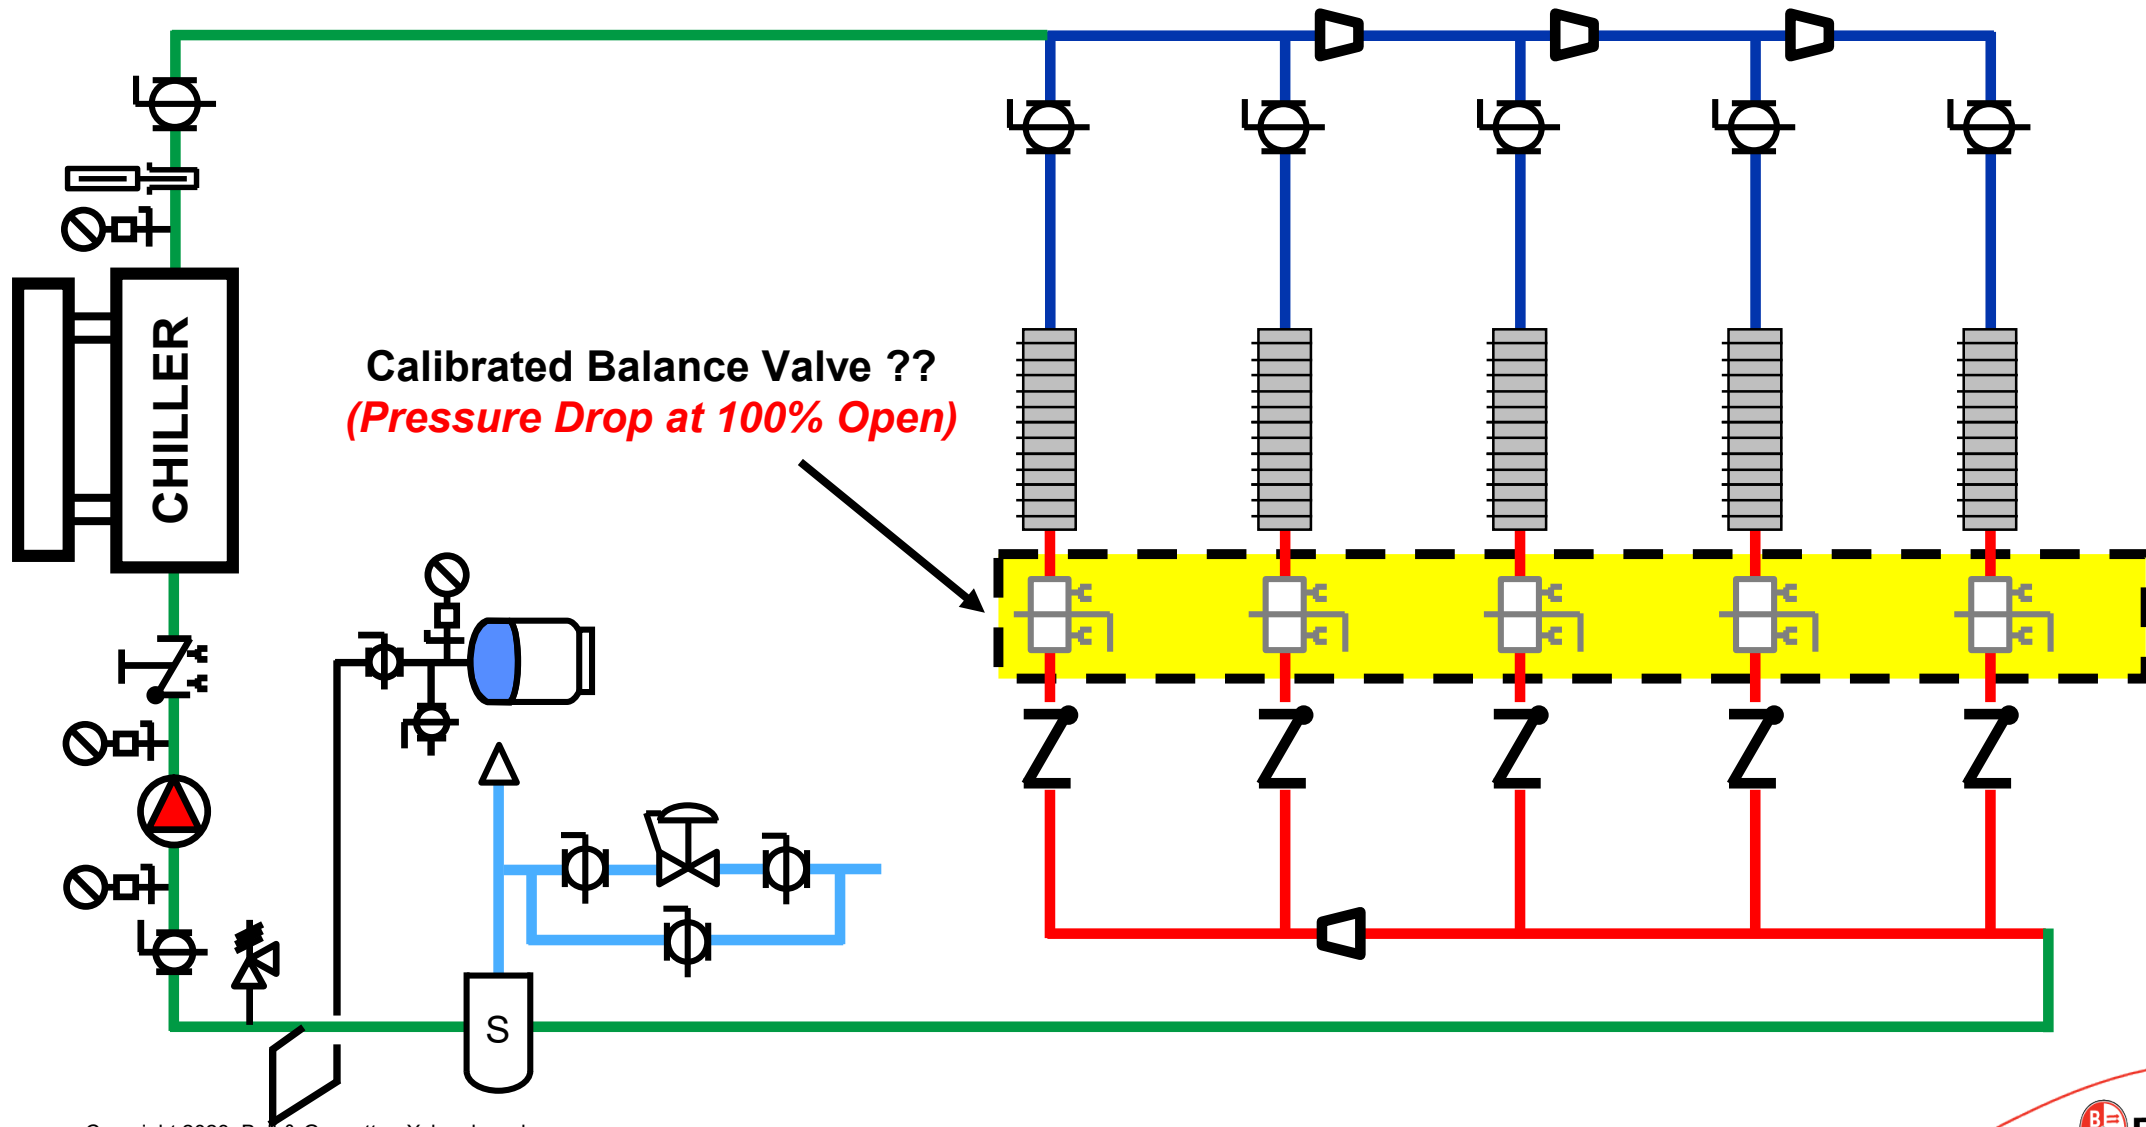 CHILLER
Calibrated Balance Valve ??
(Pressure Drop at 100% Open)
S
B